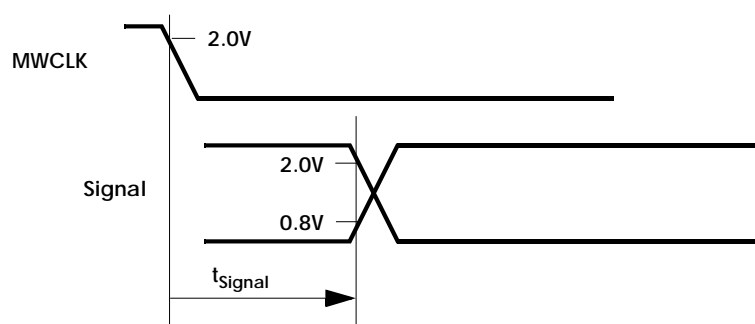 2.0V
MWCLK
2.0V
Signal
0.8V
tSignal